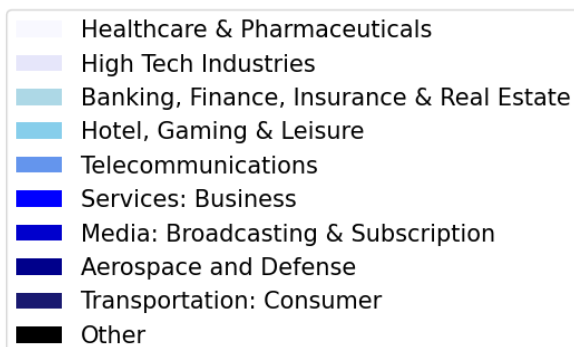 Healthcare & Pharmaceuticals
High Tech Industries
Banking, Finance, Insurance & Real Estate
Hotel, Gaming & Leisure
Telecommunications
Services: Business
Media: Broadcasting & Subscription
Aerospace and Defense
Transportation: Consumer
Other